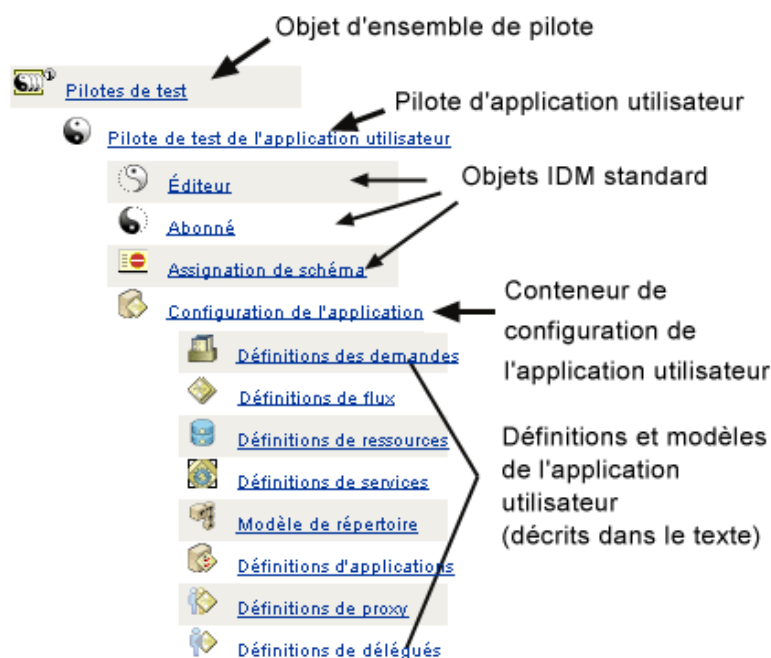 Objet d'ensemble de pilote
Pilotes de test
Pilote d'application utilisateur
Pilote de test de l'application utilisateur
Éditeur
Objets IDM standard
Abonné
Assignation de schéma
Configuration de l'application
Conteneur de
configuration de
l'application utilisateur
Définitions des demandes
Définitions de flux
Définitions de ressources
Définitions de services
Modèle de répertoire
Définitions d'applications
Définitions de proxy
Définitions de délégués
Définitions et modèles
de l'application
utilisateur
(décrits dans le texte)